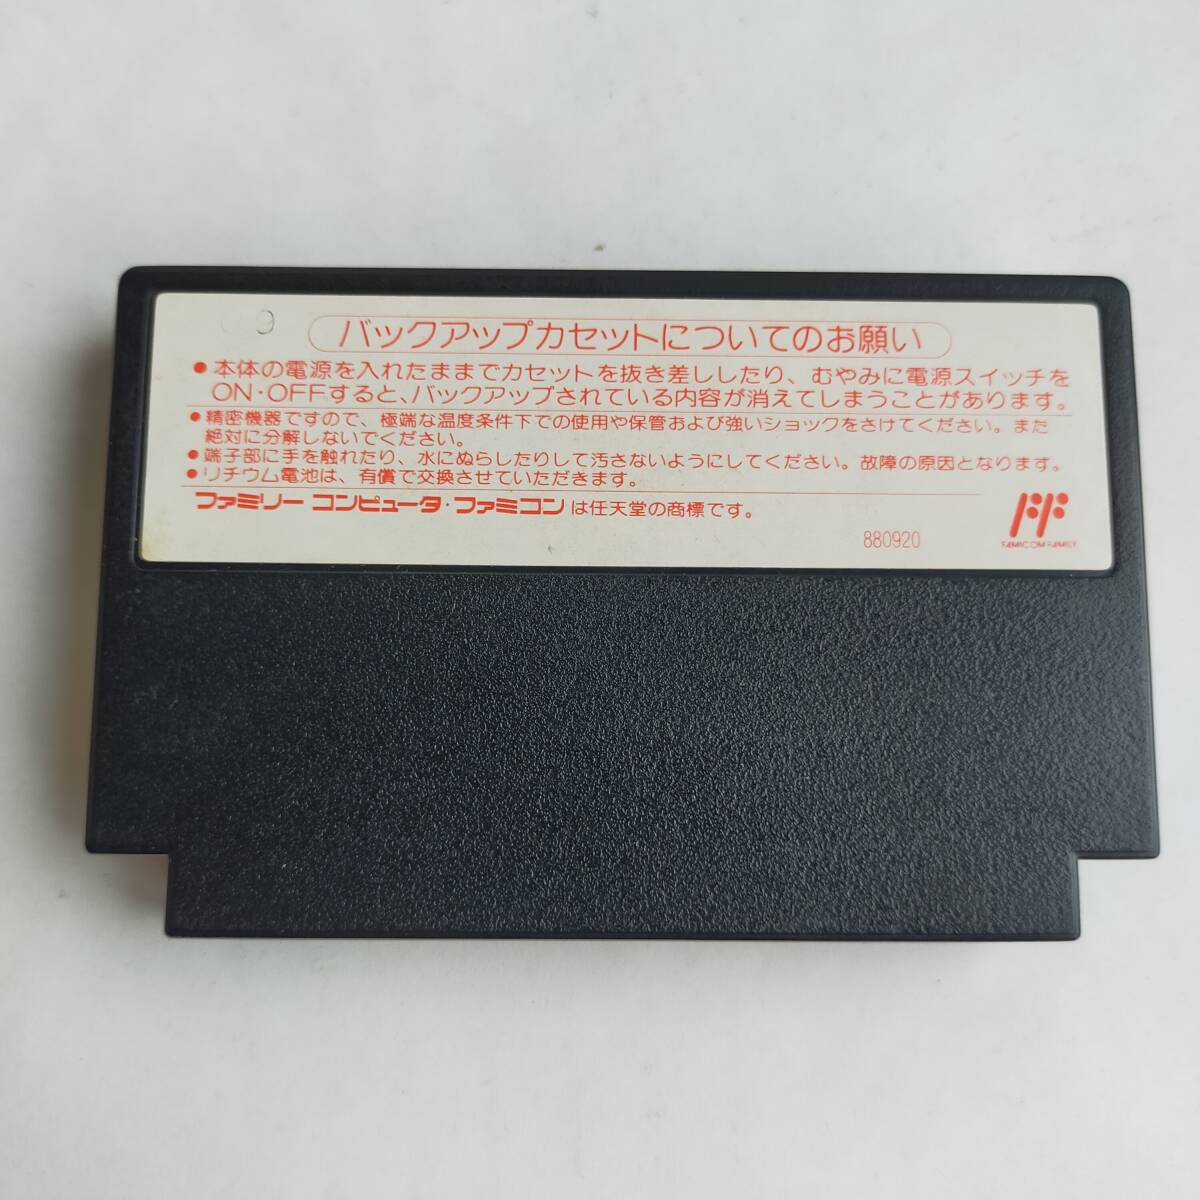 バックアップカセットについてのお願い
●本体の電源を入れたままでカセットを抜き差ししたり、むやみに電源スイッチを
ON・OFFすると、バックアップされている内容が消えてしまうことがあります。
●精密機器ですので、極端な温度条件下での使用や保管および強いショックをさけてください。また
絶対に分解しないでください。
●端子部に手を触れたり、水にぬらしたりして汚さないようにしてください。故障の原因となります。
●リチウム電池は、有償で交換させていただきます。
ファミリー コンピュータ・ファミコンは任天堂の商標です。
880920
FAMICOM FAMILY